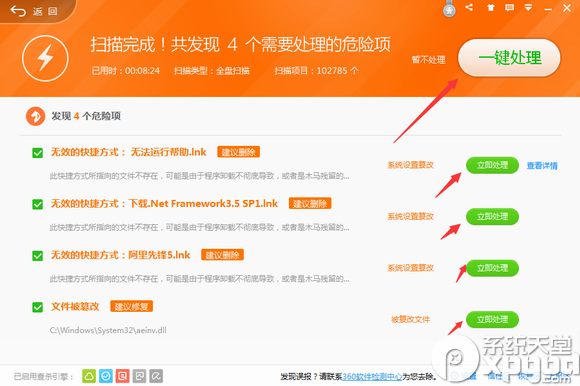 返 回
扫描完成！共发现 4 个需要处理的危险项
已用时：00:08:24 扫描类型：全盘扫描 扫描项目：102785 个
暂不处理
一键处理
发现 4 个危险项
无效的快捷方式：无法运行帮助.lnk 建议删除
此快捷方式所指向的文件不存在，可能是由于程序卸载不彻底导致，或者是木马残留的...
系统设置篡改 立即处理 查看详情
无效的快捷方式：下载.Net Framework3.5 SP1.lnk 建议删除
此快捷方式所指向的文件不存在，可能是由于程序卸载不彻底导致，或者是木马残留的...
系统设置篡改 立即处理
无效的快捷方式：阿里先锋5.lnk 建议删除
此快捷方式所指向的文件不存在，可能是由于程序卸载不彻底导致，或者是木马残留的...
系统设置篡改 立即处理
文件被篡改 建议修复
C:\Windows\System32\aeinv.dll
被篡改文件 立即处理
已启用查杀引擎：
发现误报？请联系360软件检测中心为您去除。
系统天堂